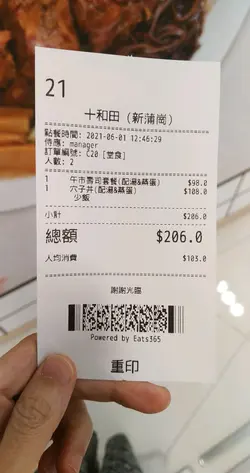 21
十和田（新蒲崗）
點餐時間: 2021-06-01 12:46:29
侍應: manager
訂單編號: C20 [堂食]
人數: 2
1 午市壽司套餐(配湯&蒸蛋) $98.0
1 穴子丼(配湯&蒸蛋) $108.0
少飯
小計 $206.0
總額 $206.0
人均消費 $103.0
謝謝光臨
Powered by Eats365
重印